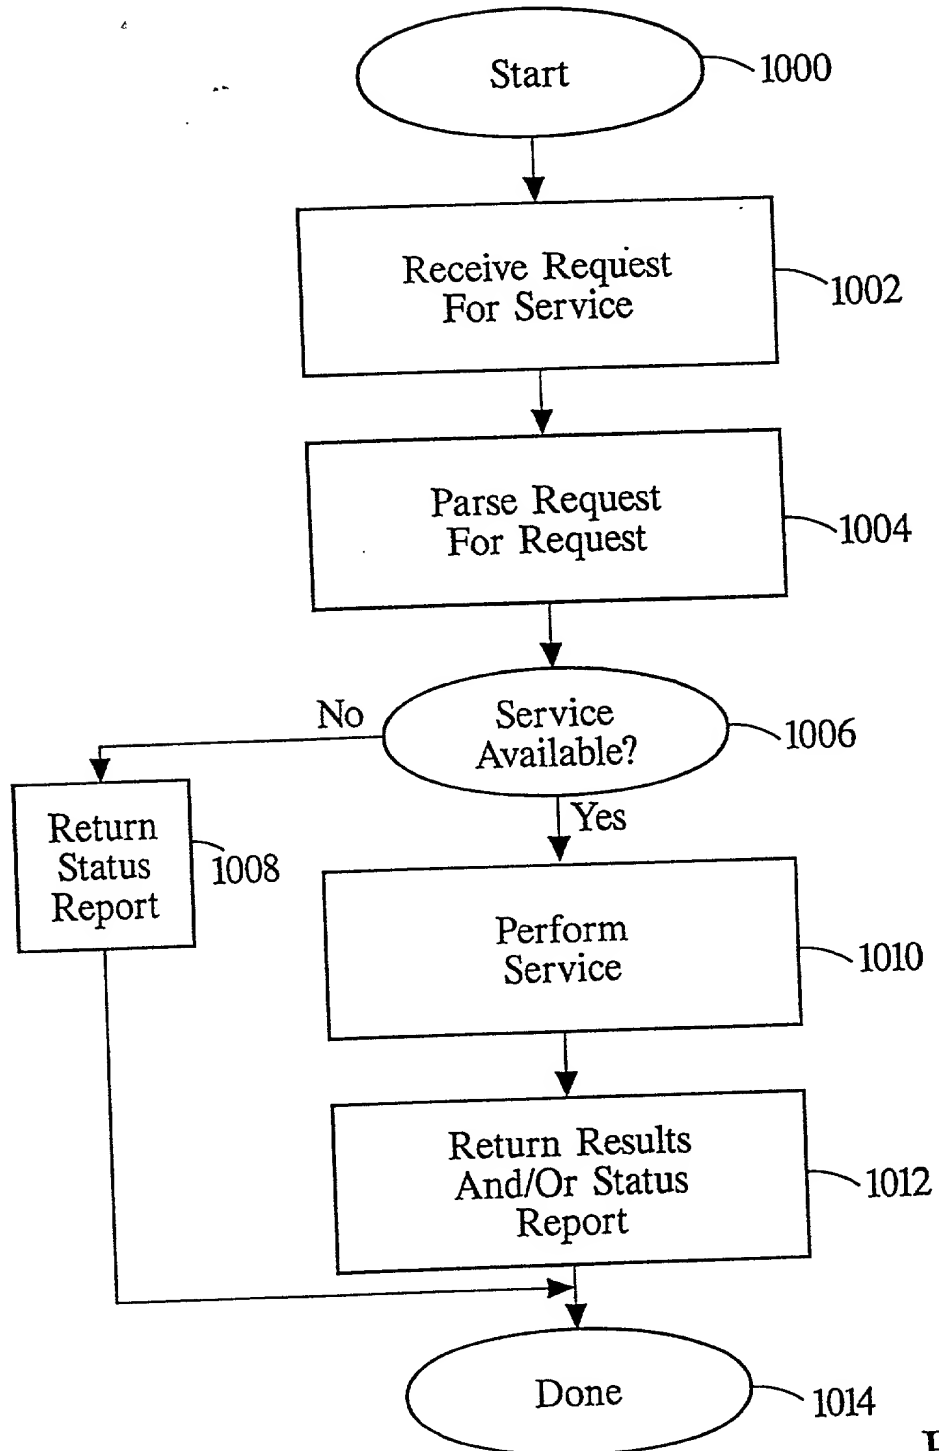 Start
1000
Receive Request
For Service
1002
Parse Request
For Request
1004
No
Service
Available?
1006
Yes
Return
Status
Report
1008
Perform
Service
1010
Return Results
And/Or Status
Report
1012
Done
1014